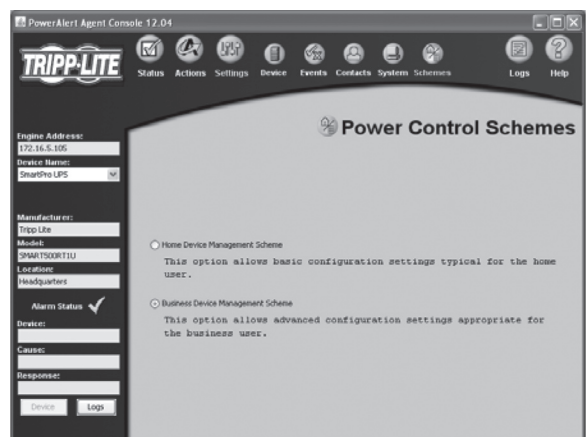 PowerAlert Agent Console 12.04
TRIPP·LITE
Status Actions Settings Device Events Contacts System Schemes Logs Help
Power Control Schemes
Engine Address:
172.16.5.105
Device Name:
SmartPro UPS
Manufacturer:
Tripp Lite
Model:
SMART500RT1U
Location:
Headquarters
Alarm Status
Device:
Cause:
Response:
Device Logs
Home Device Management Scheme
This option allows basic configuration settings typical for the home
user.
Business Device Management Scheme
This option allows advanced configuration settings appropriate for
the business user.